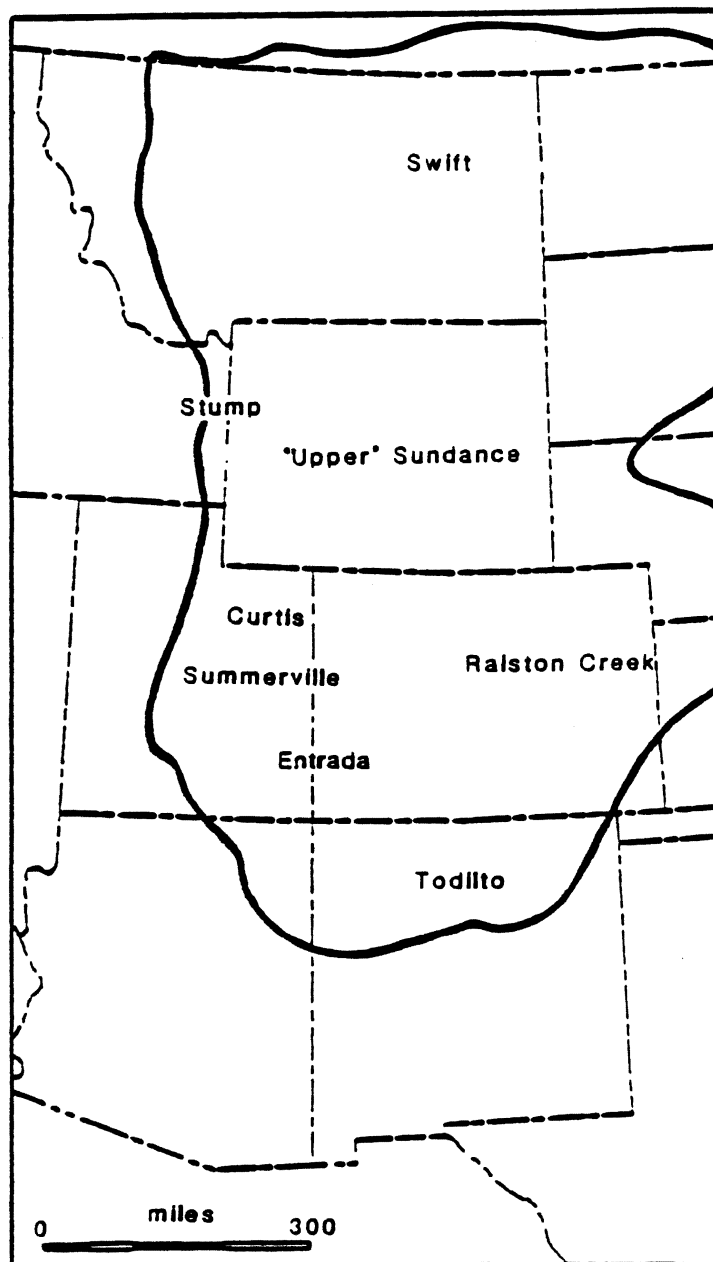 Swift
Stump
"Upper" Sundance
Curtis
Ralston Creek
Summerville
Entrada
Todilto
miles
0 300